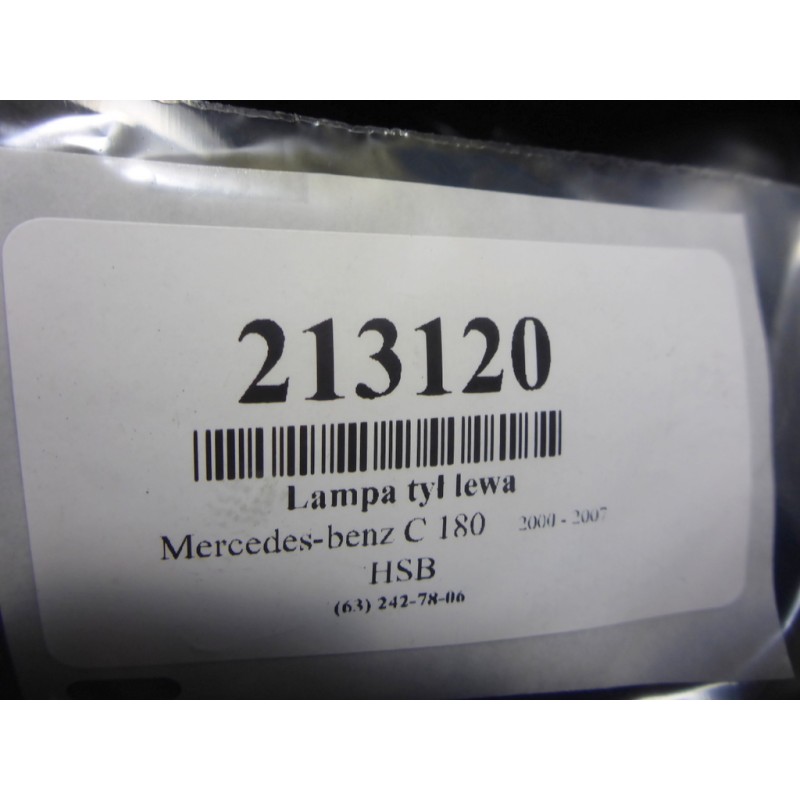 213120
Lampa tył lewa
Mercedes-benz C 180 2000 - 2007
HSB
(63) 242-78-06